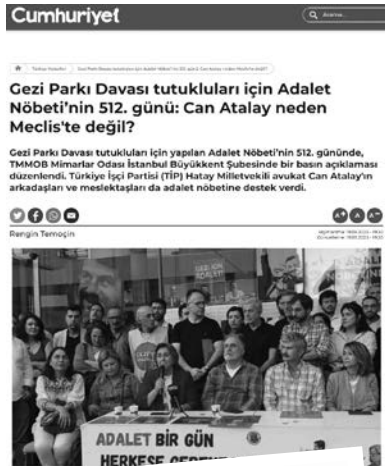 Cumhuriyet
Gezi Parkı Davası tutukluları için Adalet
Nöbeti'nin 512. günü: Can Atalay neden
Meclis'te değil?
Gezi Parkı Davası tutukluları için yapılan Adalet Nöbeti'nin 512. gününde,
TMMOB Mimarlar Odası İstanbul Büyükkent Şubesinde bir basın açıklaması
düzenlendi. Türkiye İşçi Partisi (TİP) Hatay Milletvekili avukat Can Atalay'ın
arkadaşları ve meslektaşları da adalet nöbetine destek verdi.
Rengin Temoçin
ADALET BİR GÜN
HERKESE